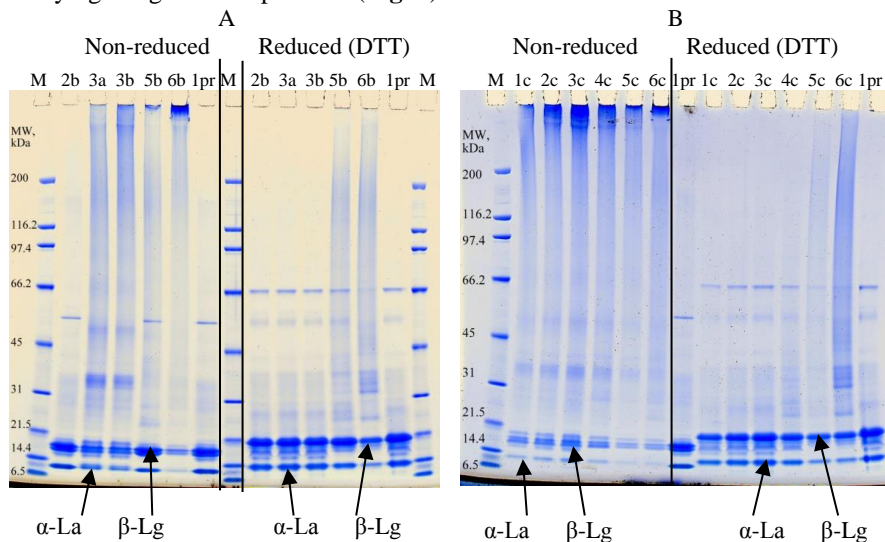 A B
Non-reduced Reduced (DTT) Non-reduced Reduced (DTT)
M 2b 3a 3b 5b 6b 1pr M 2b 3a 3b 5b 6b 1pr M M 1c 2c 3c 4c 5c 6c 1pr 1c 2c 3c 4c 5c 6c 1pr
MW,
kDa
200
116.2
97.4
66.2
45
31
21.5
14.4
6.5
MW,
kDa
200
116.2
97.4
66.2
45
31
21.5
14.4
6.5
α-La β-Lg α-La β-Lg α-La β-Lg α-La β-Lg